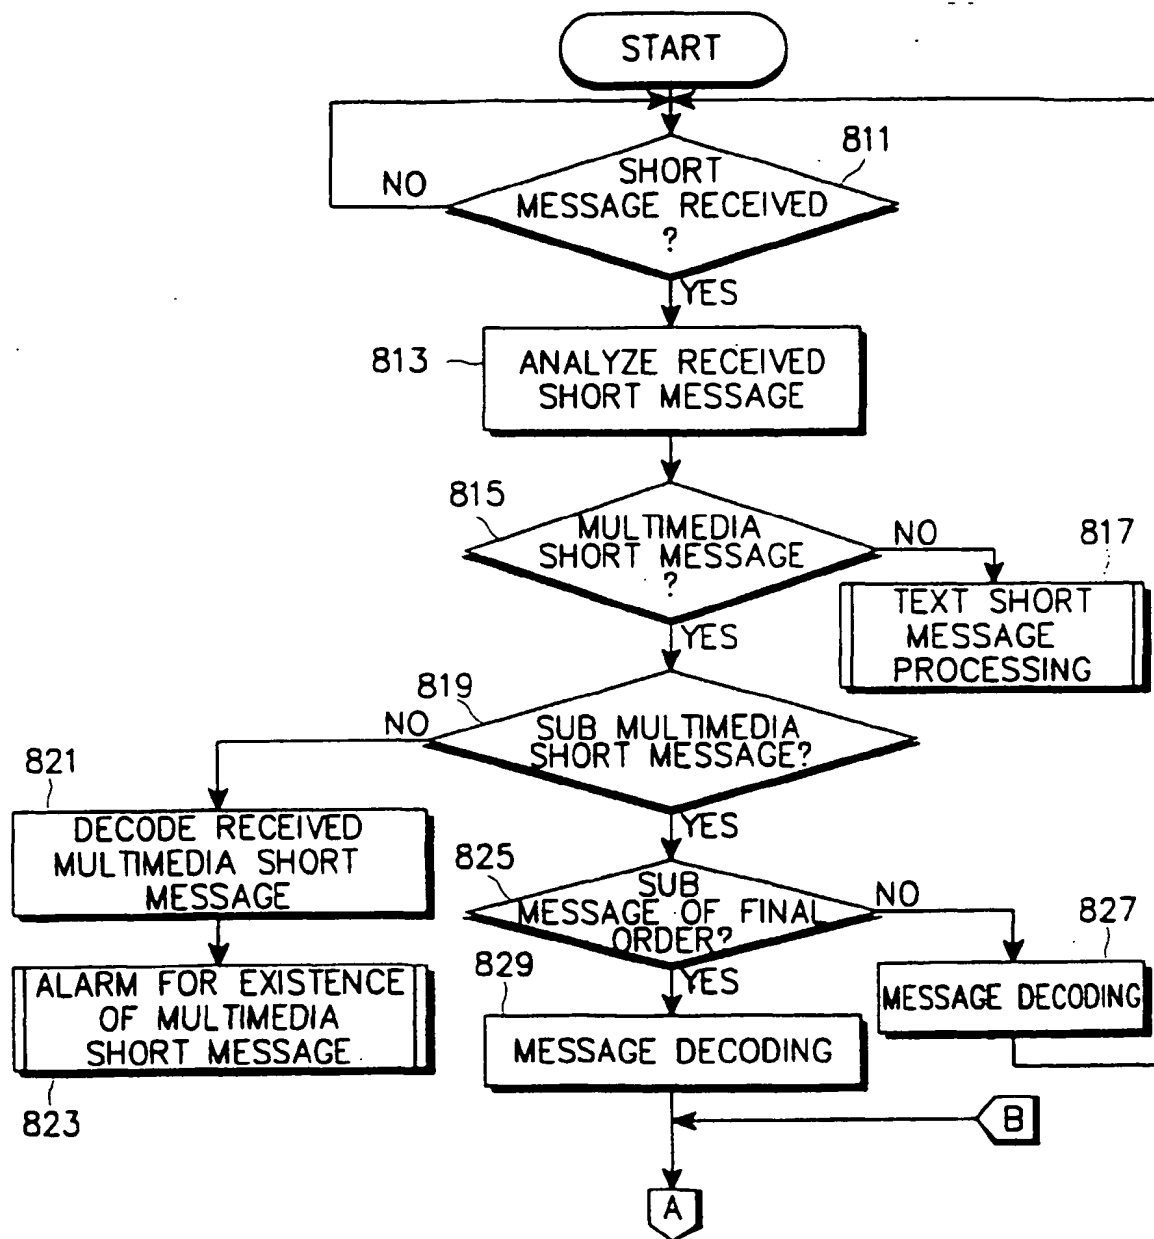 START
811
SHORT
MESSAGE RECEIVED
?
NO
YES
813
ANALYZE RECEIVED
SHORT MESSAGE
815
MULTIMEDIA
SHORT MESSAGE
?
NO
817
YES
TEXT SHORT
MESSAGE
PROCESSING
819
NO
SUB MULTIMEDIA
SHORT MESSAGE?
821
YES
DECODE RECEIVED
MULTIMEDIA SHORT
MESSAGE
825
SUB
MESSAGE OF FINAL
ORDER?
NO
827
829
YES
MESSAGE DECODING
ALARM FOR EXISTENCE
OF MULTIMEDIA
SHORT MESSAGE
MESSAGE DECODING
823
B
A